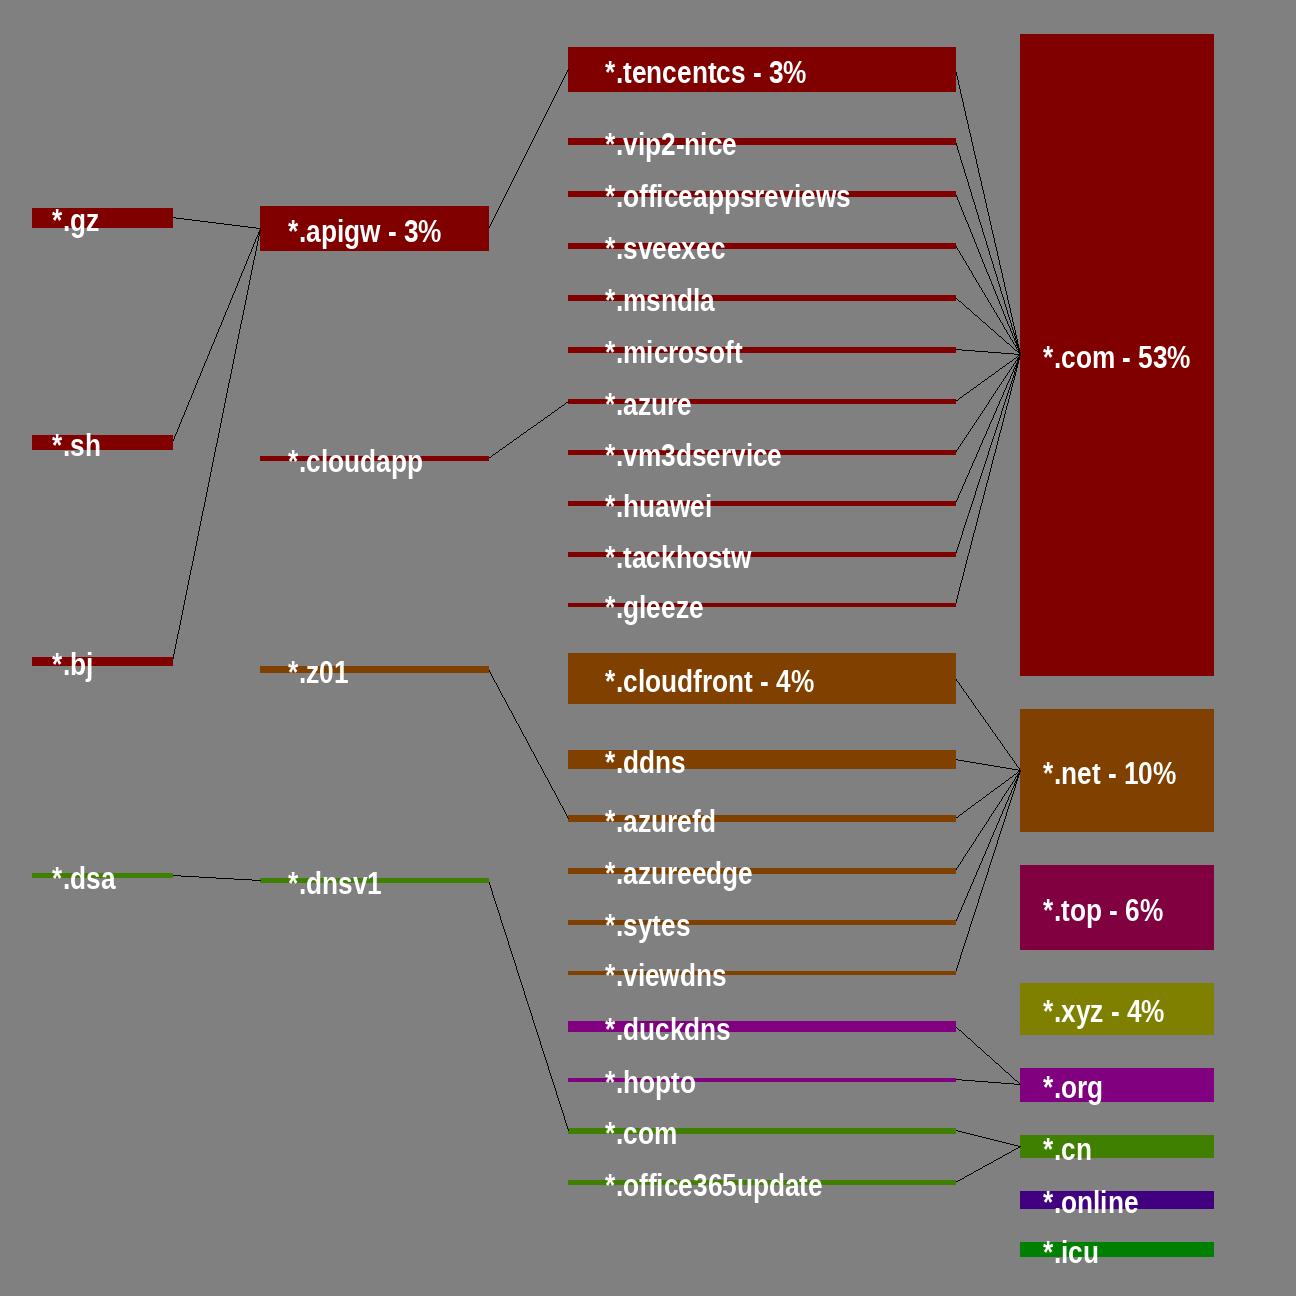 *.gz
*.sh
*.bj
*.dsa
*.apigw - 3%
*.cloudapp
*.z01
*.dnsv1
*.tencentcs - 3%
*.vip2-nice
*.officeappsreviews
*.sveexec
*.msndla
*.microsoft
*.azure
*.vm3dservice
*.huawei
*.tackhostw
*.gleeze
*.cloudfront - 4%
*.ddns
*.azurefd
*.azureedge
*.sytes
*.viewdns
*.duckdns
*.hopto
*.com
*.office365update
*.com - 53%
*.net - 10%
*.top - 6%
*.xyz - 4%
*.org
*.cn
*.online
*.icu